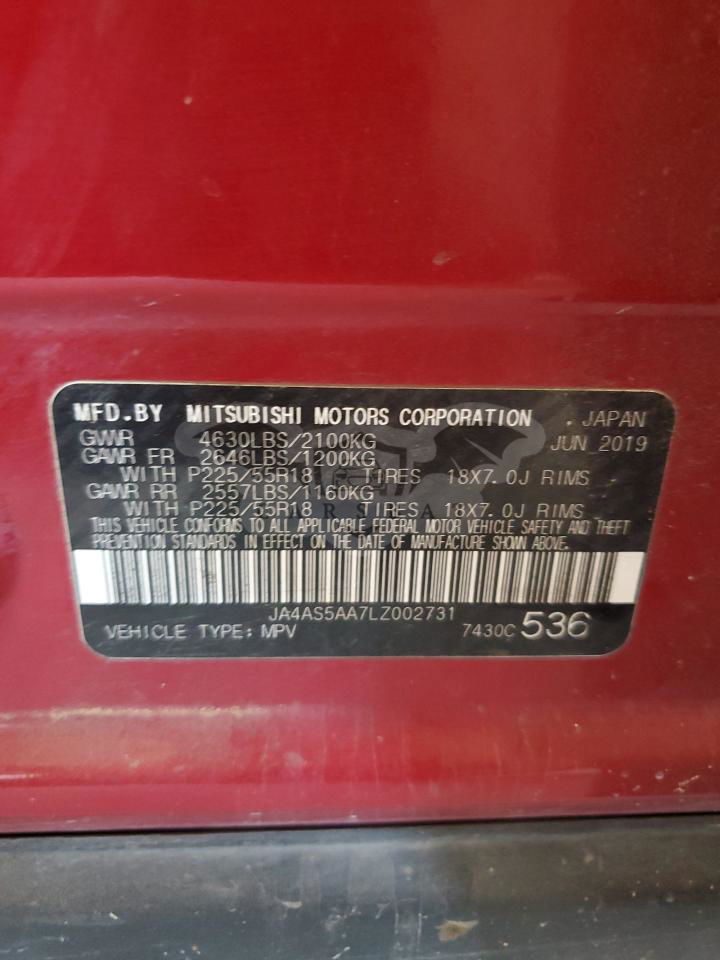 MFD.BY MITSUBISHI MOTORS CORPORATION . JAPAN
GVWR 4630LBS/2100KG JUN 2019
GAWR FR 2646LBS/1200KG
WITH P225/55R18 TIRES 18X7.0J RIMS
GAWR RR 2557LBS/1160KG
WITH P225/55R18 TIRES 18X7.0J RIMS
THIS VEHICLE CONFORMS TO ALL APPLICABLE FEDERAL MOTOR VEHICLE SAFETY AND THEFT
PREVENTION STANDARDS IN EFFECT ON THE DATE OF MANUFACTURE SHOWN ABOVE.
JA4AS5AA7LZ002731
VEHICLE TYPE: MPV 7430C 536